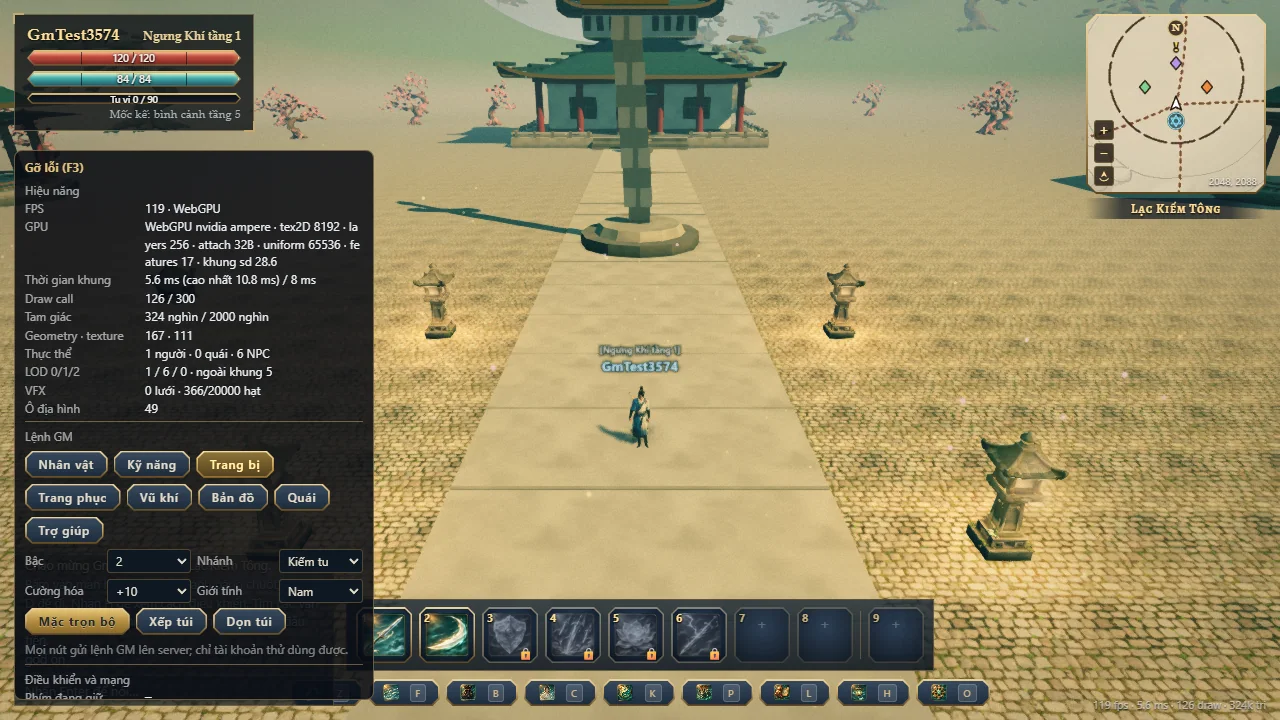 GmTest3574 Ngưng Khí tầng 1
120 / 120
84 / 84
Tu vi 0 / 90
Mốc kế: bình cảnh tầng 5
N
2048, 2088
Lạc Kiếm Tông
Gỡ lỗi (F3)
Hiệu năng
FPS 119 · WebGPU
GPU WebGPU nvidia ampere · tex2D 8192 · la
yers 256 · attach 32B · uniform 65536 · fe
atures 17 · khung sd 28.6
Thời gian khung 5.6 ms (cao nhất 10.8 ms) / 8 ms
Draw call 126 / 300
Tam giác 324 nghìn / 2000 nghìn
Geometry · texture 167 · 111
Thực thể 1 người · 0 quái · 6 NPC
LOD 0/1/2 1 / 6 / 0 · ngoài khung 5
VFX 0 lưới · 366/20000 hạt
Ô địa hình 49
[Ngưng Khí tầng 1]
GmTest3574
Lệnh GM
Nhân vật Kỹ năng Trang bị
Trang phục Vũ khí Bản đồ Quái
Trợ giúp
Bậc 2 Nhánh Kiếm tu
Cường hóa +10 Giới tính Nam
Mặc trọn bộ Xếp túi Dọn túi
Mọi nút gửi lệnh GM lên server; chỉ tài khoản thử dùng được.
Điều khiển và mạng
Phím đang giữ –
2 3 4 5 6 7 8 9
F B C K P L H O
119 fps · 5.6 ms · 126 draw · 324k tri